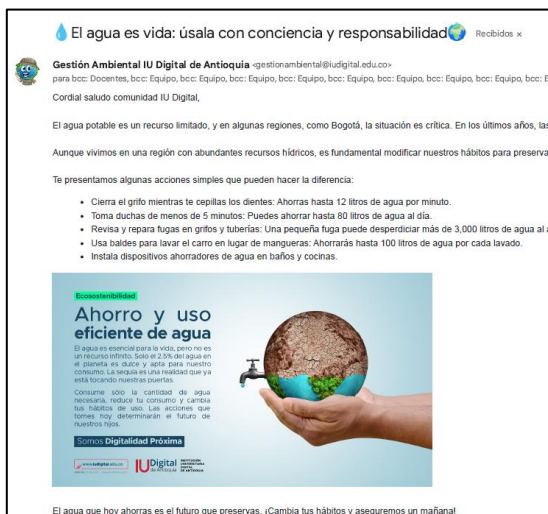 💧El agua es vida: úsala con conciencia y responsabilidad🌍 Recibidos x
Gestión Ambiental IU Digital de Antioquia <gestionambiental@iudigital.edu.co>
para bcc: Docentes, bcc: Equipo, bcc: Equipo, bcc: Equipo, bcc: Equipo, bcc: Equipo, bcc: Equipo, bcc: Equipo, bcc: Equipo, bcc: E
Cordial saludo comunidad IU Digital,
El agua potable es un recurso limitado, y en algunas regiones, como Bogotá, la situación es crítica. En los últimos años, las
Aunque vivimos en una región con abundantes recursos hídricos, es fundamental modificar nuestros hábitos para preserva
Te presentamos algunas acciones simples que pueden hacer la diferencia:
• Cierra el grifo mientras te cepillas los dientes: Ahorras hasta 12 litros de agua por minuto.
• Toma duchas de menos de 5 minutos: Puedes ahorrar hasta 80 litros de agua al día.
• Revisa y repara fugas en grifos y tuberías: Una pequeña fuga puede desperdiciar más de 3,000 litros de agua al a
• Usa baldes para lavar el carro en lugar de mangueras: Ahorrarás hasta 100 litros de agua por cada lavado.
• Instala dispositivos ahorradores de agua en baños y cocinas.
Ecosostenibilidad
Ahorro y uso
eficiente de agua
El agua es esencial para la vida, pero no es
un recurso infinito. Solo el 2.5% del agua en
el planeta es dulce y apta para nuestro
consumo. La sequía es una realidad que ya
está tocando nuestras puertas.
Consume sólo la cantidad de agua
necesaria, reduce tu consumo y cambia
tus hábitos de uso. Las acciones que
tomes hoy determinarán el futuro de
nuestros hijos.
Somos Digitalidad Próxima
www.iudigital.edu.co
IUDigital
de Antioquia
INSTITUCIÓN
UNIVERSITARIA
DIGITAL
DE ANTIOQUIA
El agua que hoy ahorras es el futuro que preservas. ¡Cambia tus hábitos y aseguremos un mañana!